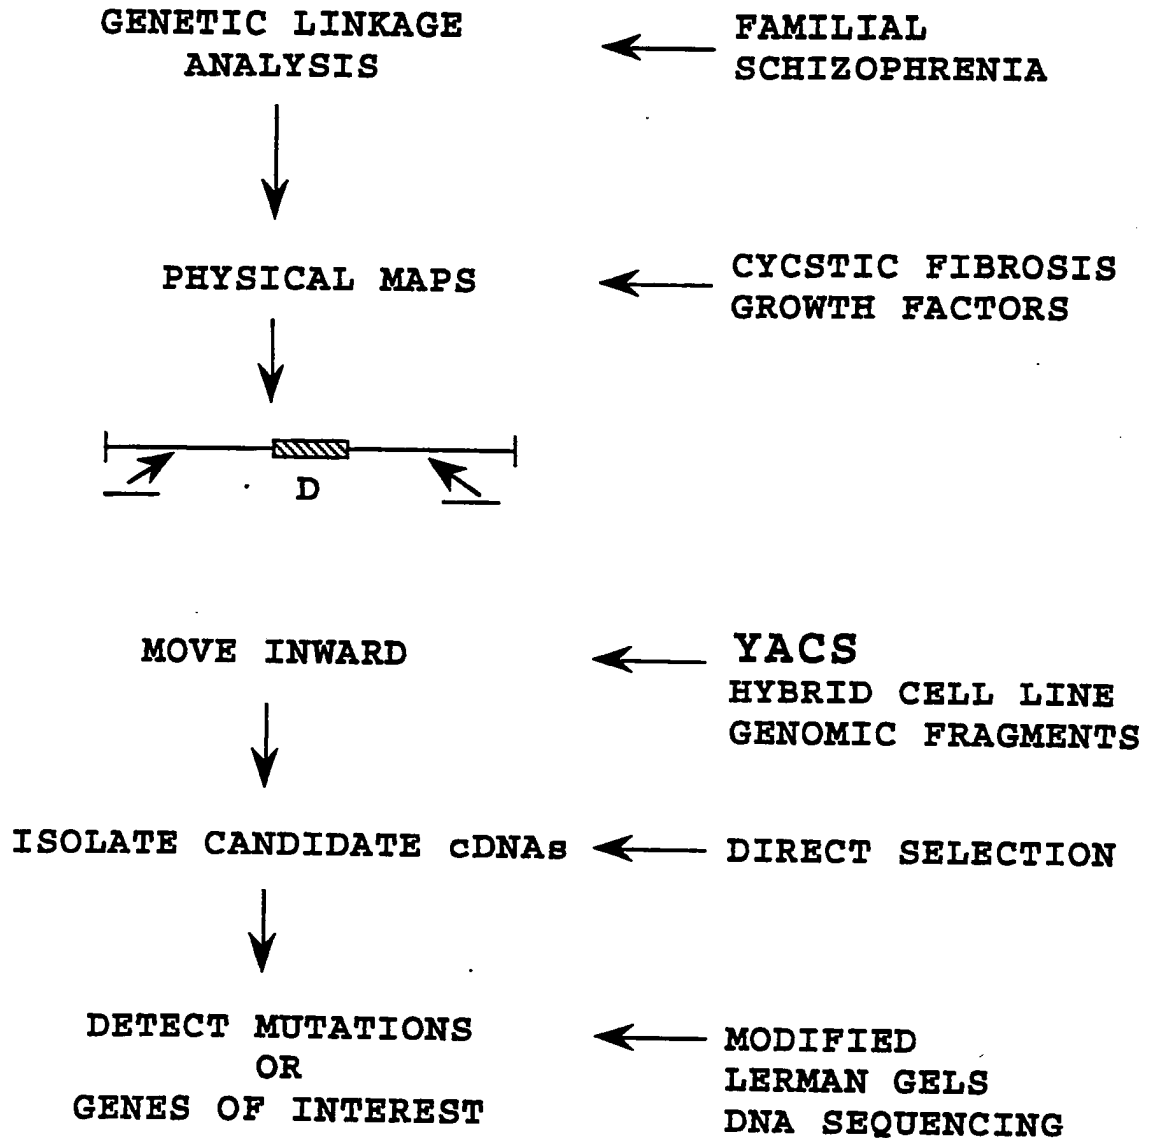 GENETIC LINKAGE
ANALYSIS
FAMILIAL
SCHIZOPHRENIA
PHYSICAL MAPS
CYCSTIC FIBROSIS
GROWTH FACTORS
D
MOVE INWARD
YACS
HYBRID CELL LINE
GENOMIC FRAGMENTS
ISOLATE CANDIDATE cDNAs
DIRECT SELECTION
DETECT MUTATIONS
OR
GENES OF INTEREST
MODIFIED
LERMAN GELS
DNA SEQUENCING